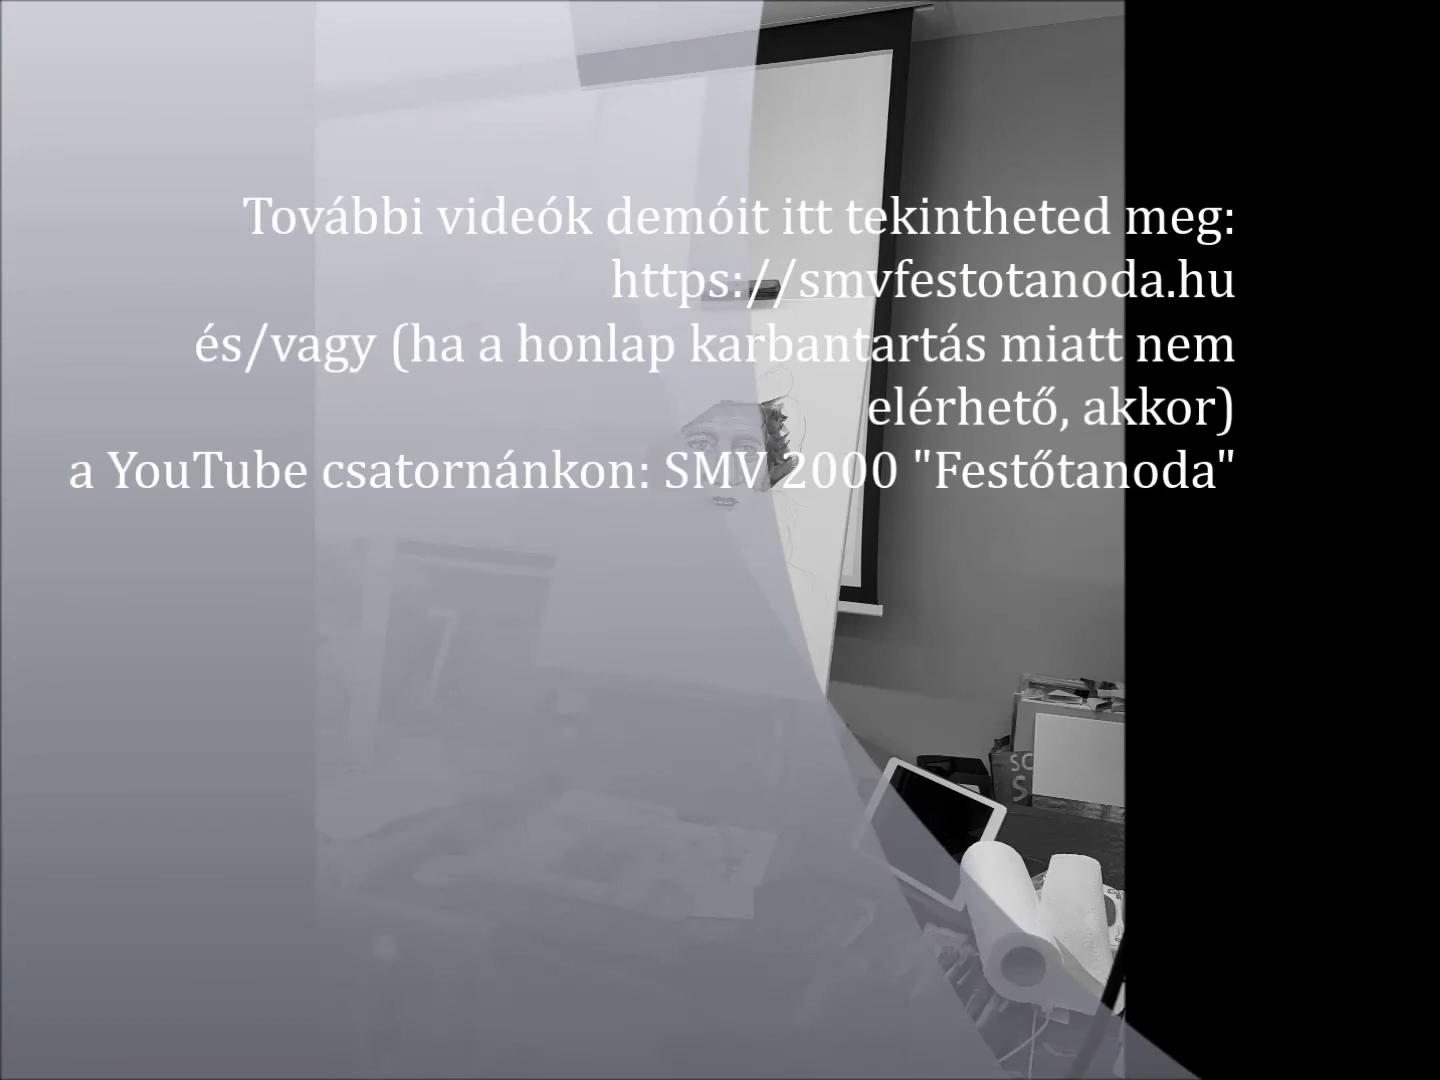 További videók demóit itt tekintheted meg:
https://smvfestotanoda.hu
és/vagy (ha a honlap karbantartás miatt nem
elérhető, akkor)
a YouTube csatornánkon: SMV 2000 "Festőtanoda"
SC
S